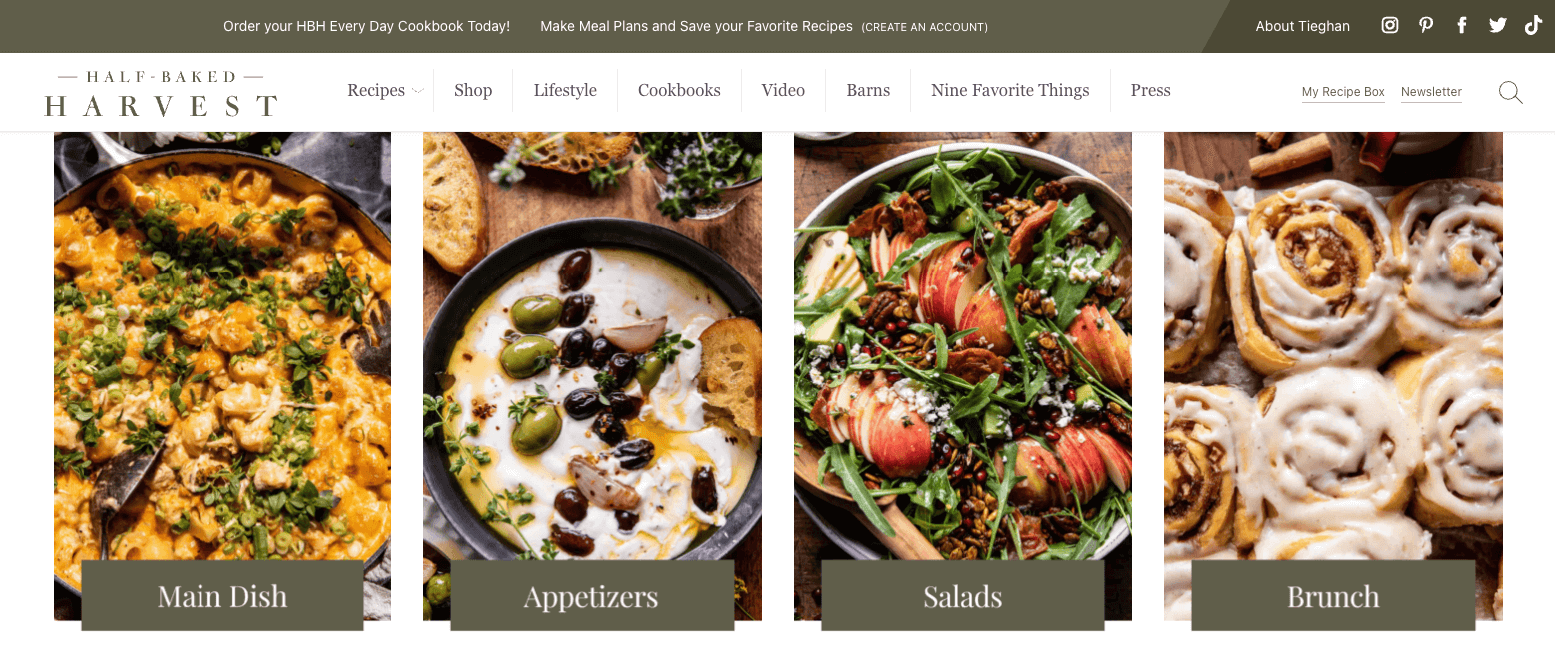 Order your HBH Every Day Cookbook Today! Make Meal Plans and Save your Favorite Recipes (CREATE AN ACCOUNT) About Tieghan
HALF-BAKED
HARVEST
Recipes Shop Lifestyle Cookbooks Video Barns Nine Favorite Things Press My Recipe Box Newsletter
Main Dish Appetizers Salads Brunch